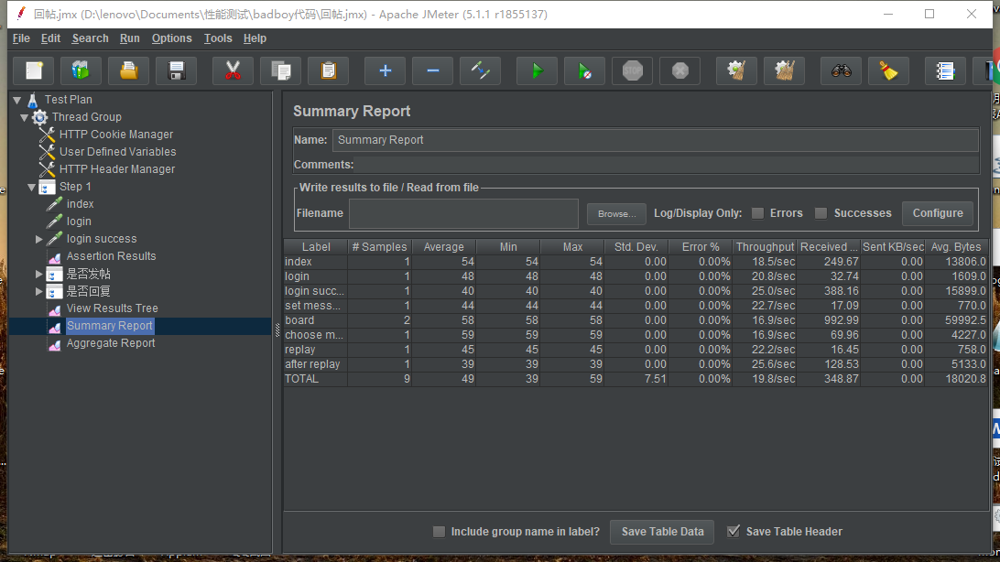 回帖.jmx (D:\lenovo\Documents\性能测试\badboy代码\回帖.jmx) - Apache JMeter (5.1.1 r1855137)
File Edit Search Run Options Tools Help
STOP
Test Plan
Thread Group
HTTP Cookie Manager
User Defined Variables
HTTP Header Manager
Step 1
index
login
login success
Assertion Results
是否发帖
是否回复
View Results Tree
Summary Report
Aggregate Report
Summary Report
Name: Summary Report
Comments:
Write results to file / Read from file
Filename Browse... Log/Display Only: Errors Successes Configure
Label # Samples Average Min Max Std. Dev. Error % Throughput Received ... Sent KB/sec Avg. Bytes
index 1 54 54 54 0.00 0.00% 18.5/sec 249.67 0.00 13806.0
login 1 48 48 48 0.00 0.00% 20.8/sec 32.74 0.00 1609.0
login succ... 1 40 40 40 0.00 0.00% 25.0/sec 388.16 0.00 15899.0
set mess... 1 44 44 44 0.00 0.00% 22.7/sec 17.09 0.00 770.0
board 2 58 58 58 0.00 0.00% 16.9/sec 992.99 0.00 59992.5
choose m... 1 59 59 59 0.00 0.00% 16.9/sec 69.96 0.00 4227.0
replay 1 45 45 45 0.00 0.00% 22.2/sec 16.45 0.00 758.0
after replay 1 39 39 39 0.00 0.00% 25.6/sec 128.53 0.00 5133.0
TOTAL 9 49 39 59 7.51 0.00% 19.8/sec 348.87 0.00 18020.8
Include group name in label? Save Table Data Save Table Header